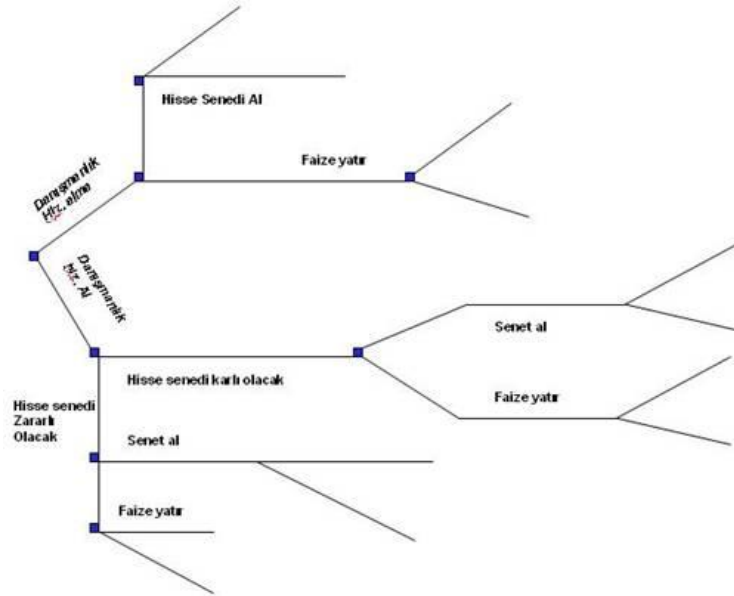 Hisse Senedi Al
Faize yatır
Danışmanlık
Hiz. alma
Danışmanlık
hiz. Al
Senet al
Hisse senedi karlı olacak
Faize yatır
Hisse senedi
Zararlı
Olacak
Senet al
Faize yatır